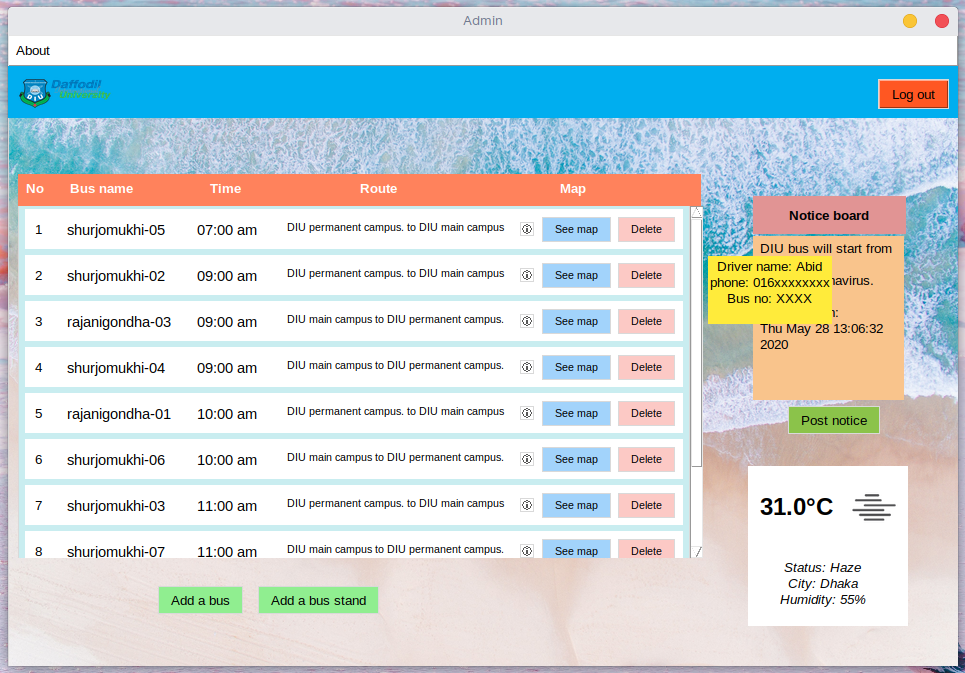 Admin
About
Daffodil
Log out
No Bus name Time Route Map
1 shurjomukhi-05 07:00 am DIU permanent campus. to DIU main campus See map Delete
2 shurjomukhi-02 09:00 am DIU permanent campus. to DIU main campus See map Delete
3 rajanigondha-03 09:00 am DIU main campus to DIU permanent campus. See map Delete
4 shurjomukhi-04 09:00 am DIU main campus to DIU permanent campus. See map Delete
5 rajanigondha-01 10:00 am DIU permanent campus. to DIU main campus See map Delete
6 shurjomukhi-06 10:00 am DIU main campus to DIU permanent campus. See map Delete
7 shurjomukhi-03 11:00 am DIU permanent campus. to DIU main campus See map Delete
8 shurjomukhi-07 11:00 am DIU main campus to DIU permanent campus. See map Delete
Add a bus Add a bus stand
Notice board
DIU bus will start from
Driver name: Abid
phone: 016xxxxxxxx
Bus no: XXXX
Thu May 28 13:06:32
2020
Post notice
31.0°C
Status: Haze
City: Dhaka
Humidity: 55%